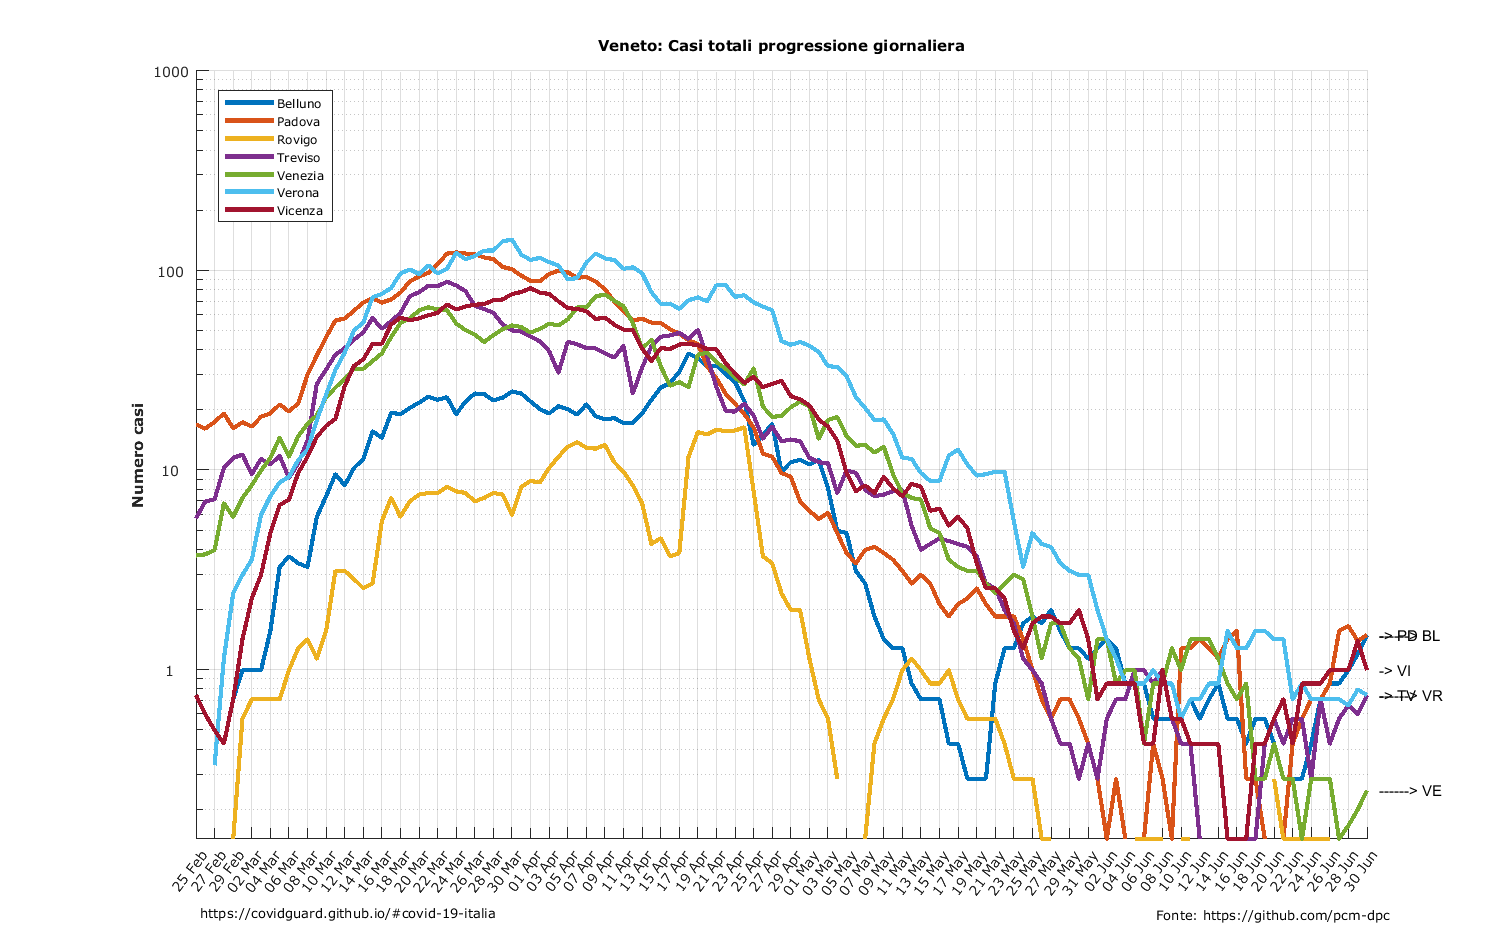 Veneto: Casi totali progressione giornaliera
Numero casi
1000
100
10
1
Belluno
Padova
Rovigo
Treviso
Venezia
Verona
Vicenza
-> PD
----> BL
-> VI
-> TV
----> VR
------> VE
25 Feb
27 Feb
29 Feb
02 Mar
04 Mar
06 Mar
08 Mar
10 Mar
12 Mar
14 Mar
16 Mar
18 Mar
20 Mar
22 Mar
24 Mar
26 Mar
28 Mar
30 Mar
01 Apr
03 Apr
05 Apr
07 Apr
09 Apr
11 Apr
13 Apr
15 Apr
17 Apr
19 Apr
21 Apr
23 Apr
25 Apr
27 Apr
29 Apr
01 May
03 May
05 May
07 May
09 May
11 May
13 May
15 May
17 May
19 May
21 May
23 May
25 May
27 May
29 May
31 May
02 Jun
04 Jun
06 Jun
08 Jun
10 Jun
12 Jun
14 Jun
16 Jun
18 Jun
20 Jun
22 Jun
24 Jun
26 Jun
28 Jun
30 Jun
https://covidguard.github.io/#covid-19-italia
Fonte: https://github.com/pcm-dpc